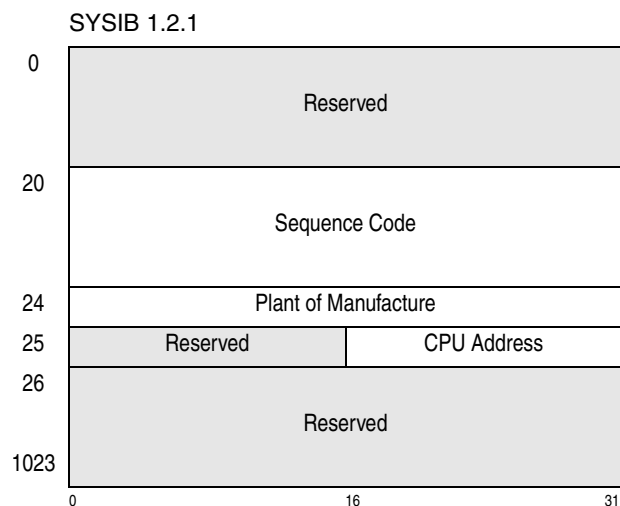 SYSIB 1.2.1
0
Reserved
20
Sequence Code
24 Plant of Manufacture
25 Reserved CPU Address
26
Reserved
1023
0 16 31